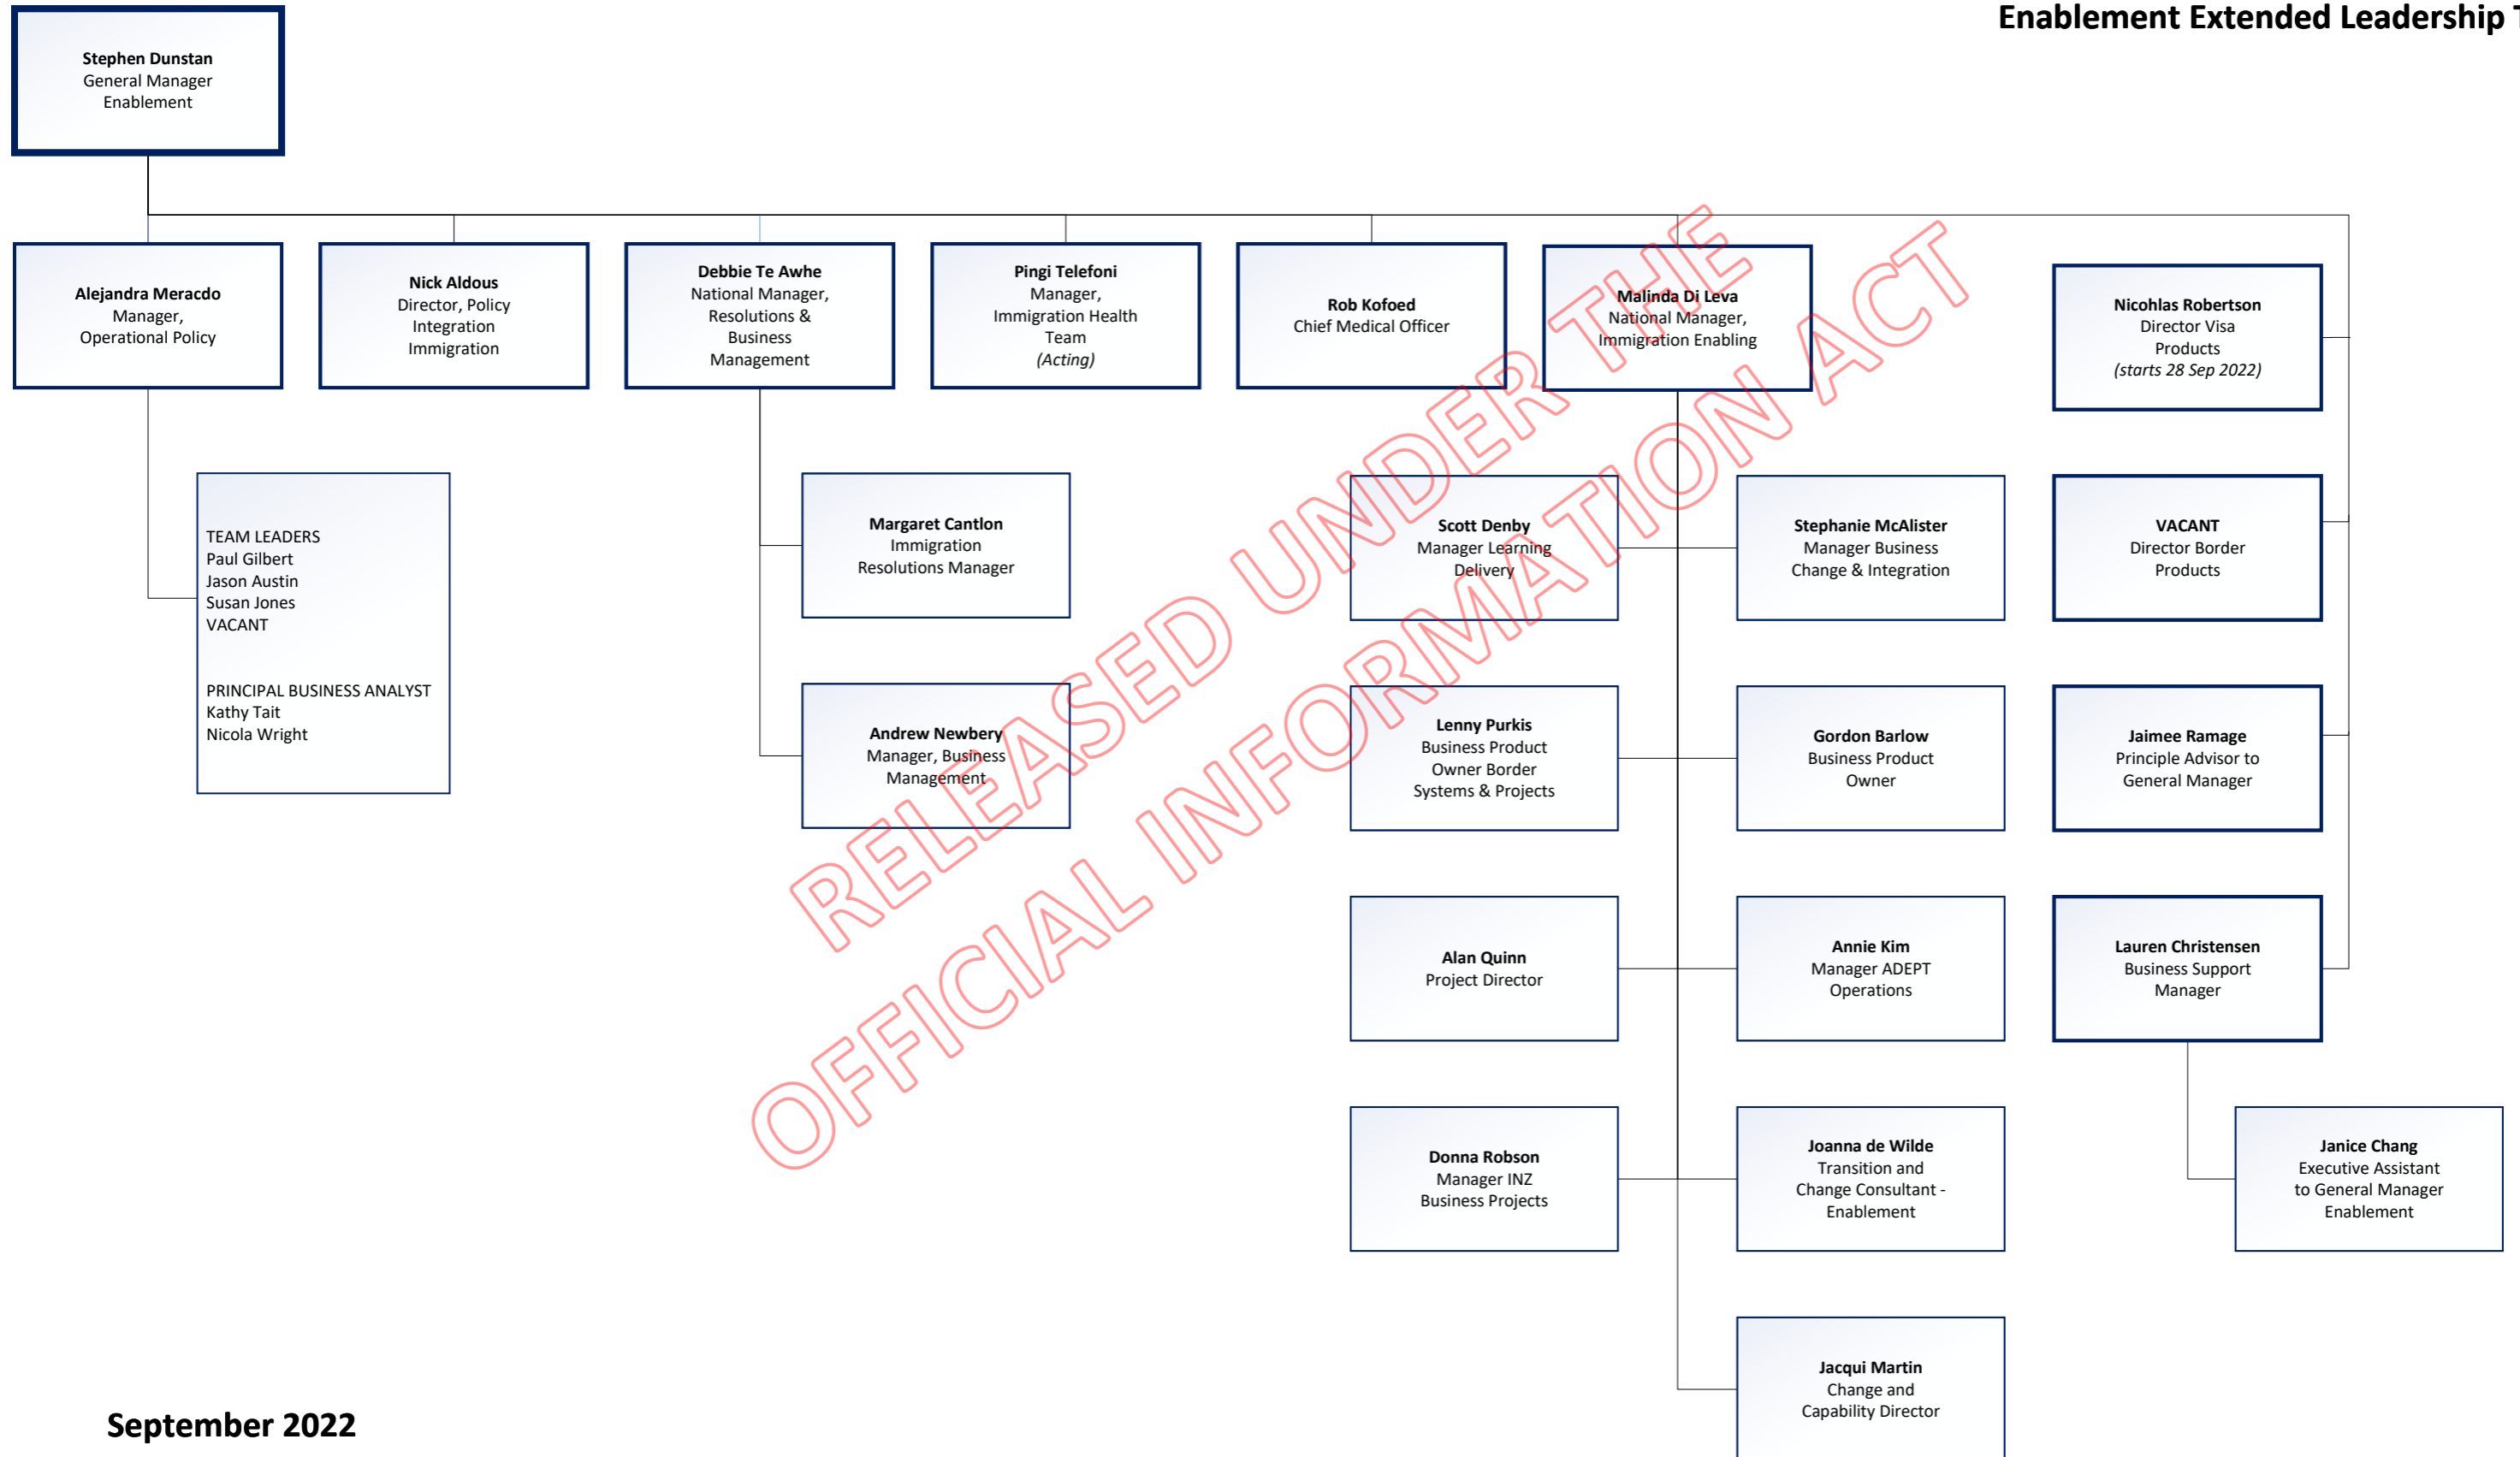 Enablement Extended Leadership T
Stephen Dunstan
General Manager
Enablement
Alejandra Meracdo
Manager,
Operational Policy
Nick Aldous
Director, Policy
Integration
Immigration
Debbie Te Awhe
National Manager,
Resolutions &
Business
Management
Pingi Telefoni
Manager,
Immigration Health
Team
(Acting)
Rob Kofoed
Chief Medical Officer
Malinda Di Leva
National Manager,
Immigration Enabling
Nicohlas Robertson
Director Visa
Products
(starts 28 Sep 2022)
TEAM LEADERS
Paul Gilbert
Jason Austin
Susan Jones
VACANT
PRINCIPAL BUSINESS ANALYST
Kathy Tait
Nicola Wright
Margaret Cantlon
Immigration
Resolutions Manager
Andrew Newbery
Manager, Business
Management
Scott Denby
Manager Learning
Delivery
Stephanie McAlister
Manager Business
Change & Integration
VACANT
Director Border
Products
Lenny Purkis
Business Product
Owner Border
Systems & Projects
Gordon Barlow
Business Product
Owner
Jaimee Ramage
Principle Advisor to
General Manager
Alan Quinn
Project Director
Annie Kim
Manager ADEPT
Operations
Lauren Christensen
Business Support
Manager
Donna Robson
Manager INZ
Business Projects
Joanna de Wilde
Transition and
Change Consultant -
Enablement
Janice Chang
Executive Assistant
to General Manager
Enablement
Jacqui Martin
Change and
Capability Director
September 2022
RELEASED UNDER THE
OFFICIAL INFORMATION ACT